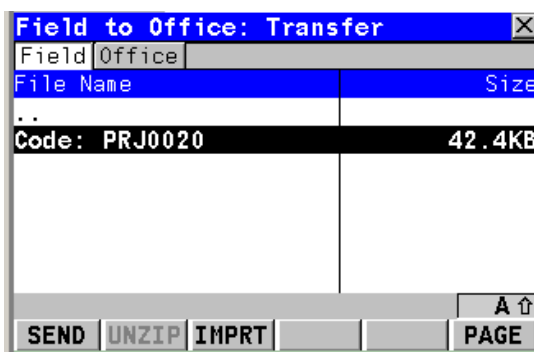 Field to Office: Transfer
Field Office
File Name Size
..
Code: PRJ0020 42.4KB
A
SEND UNZIP IMPRT PAGE